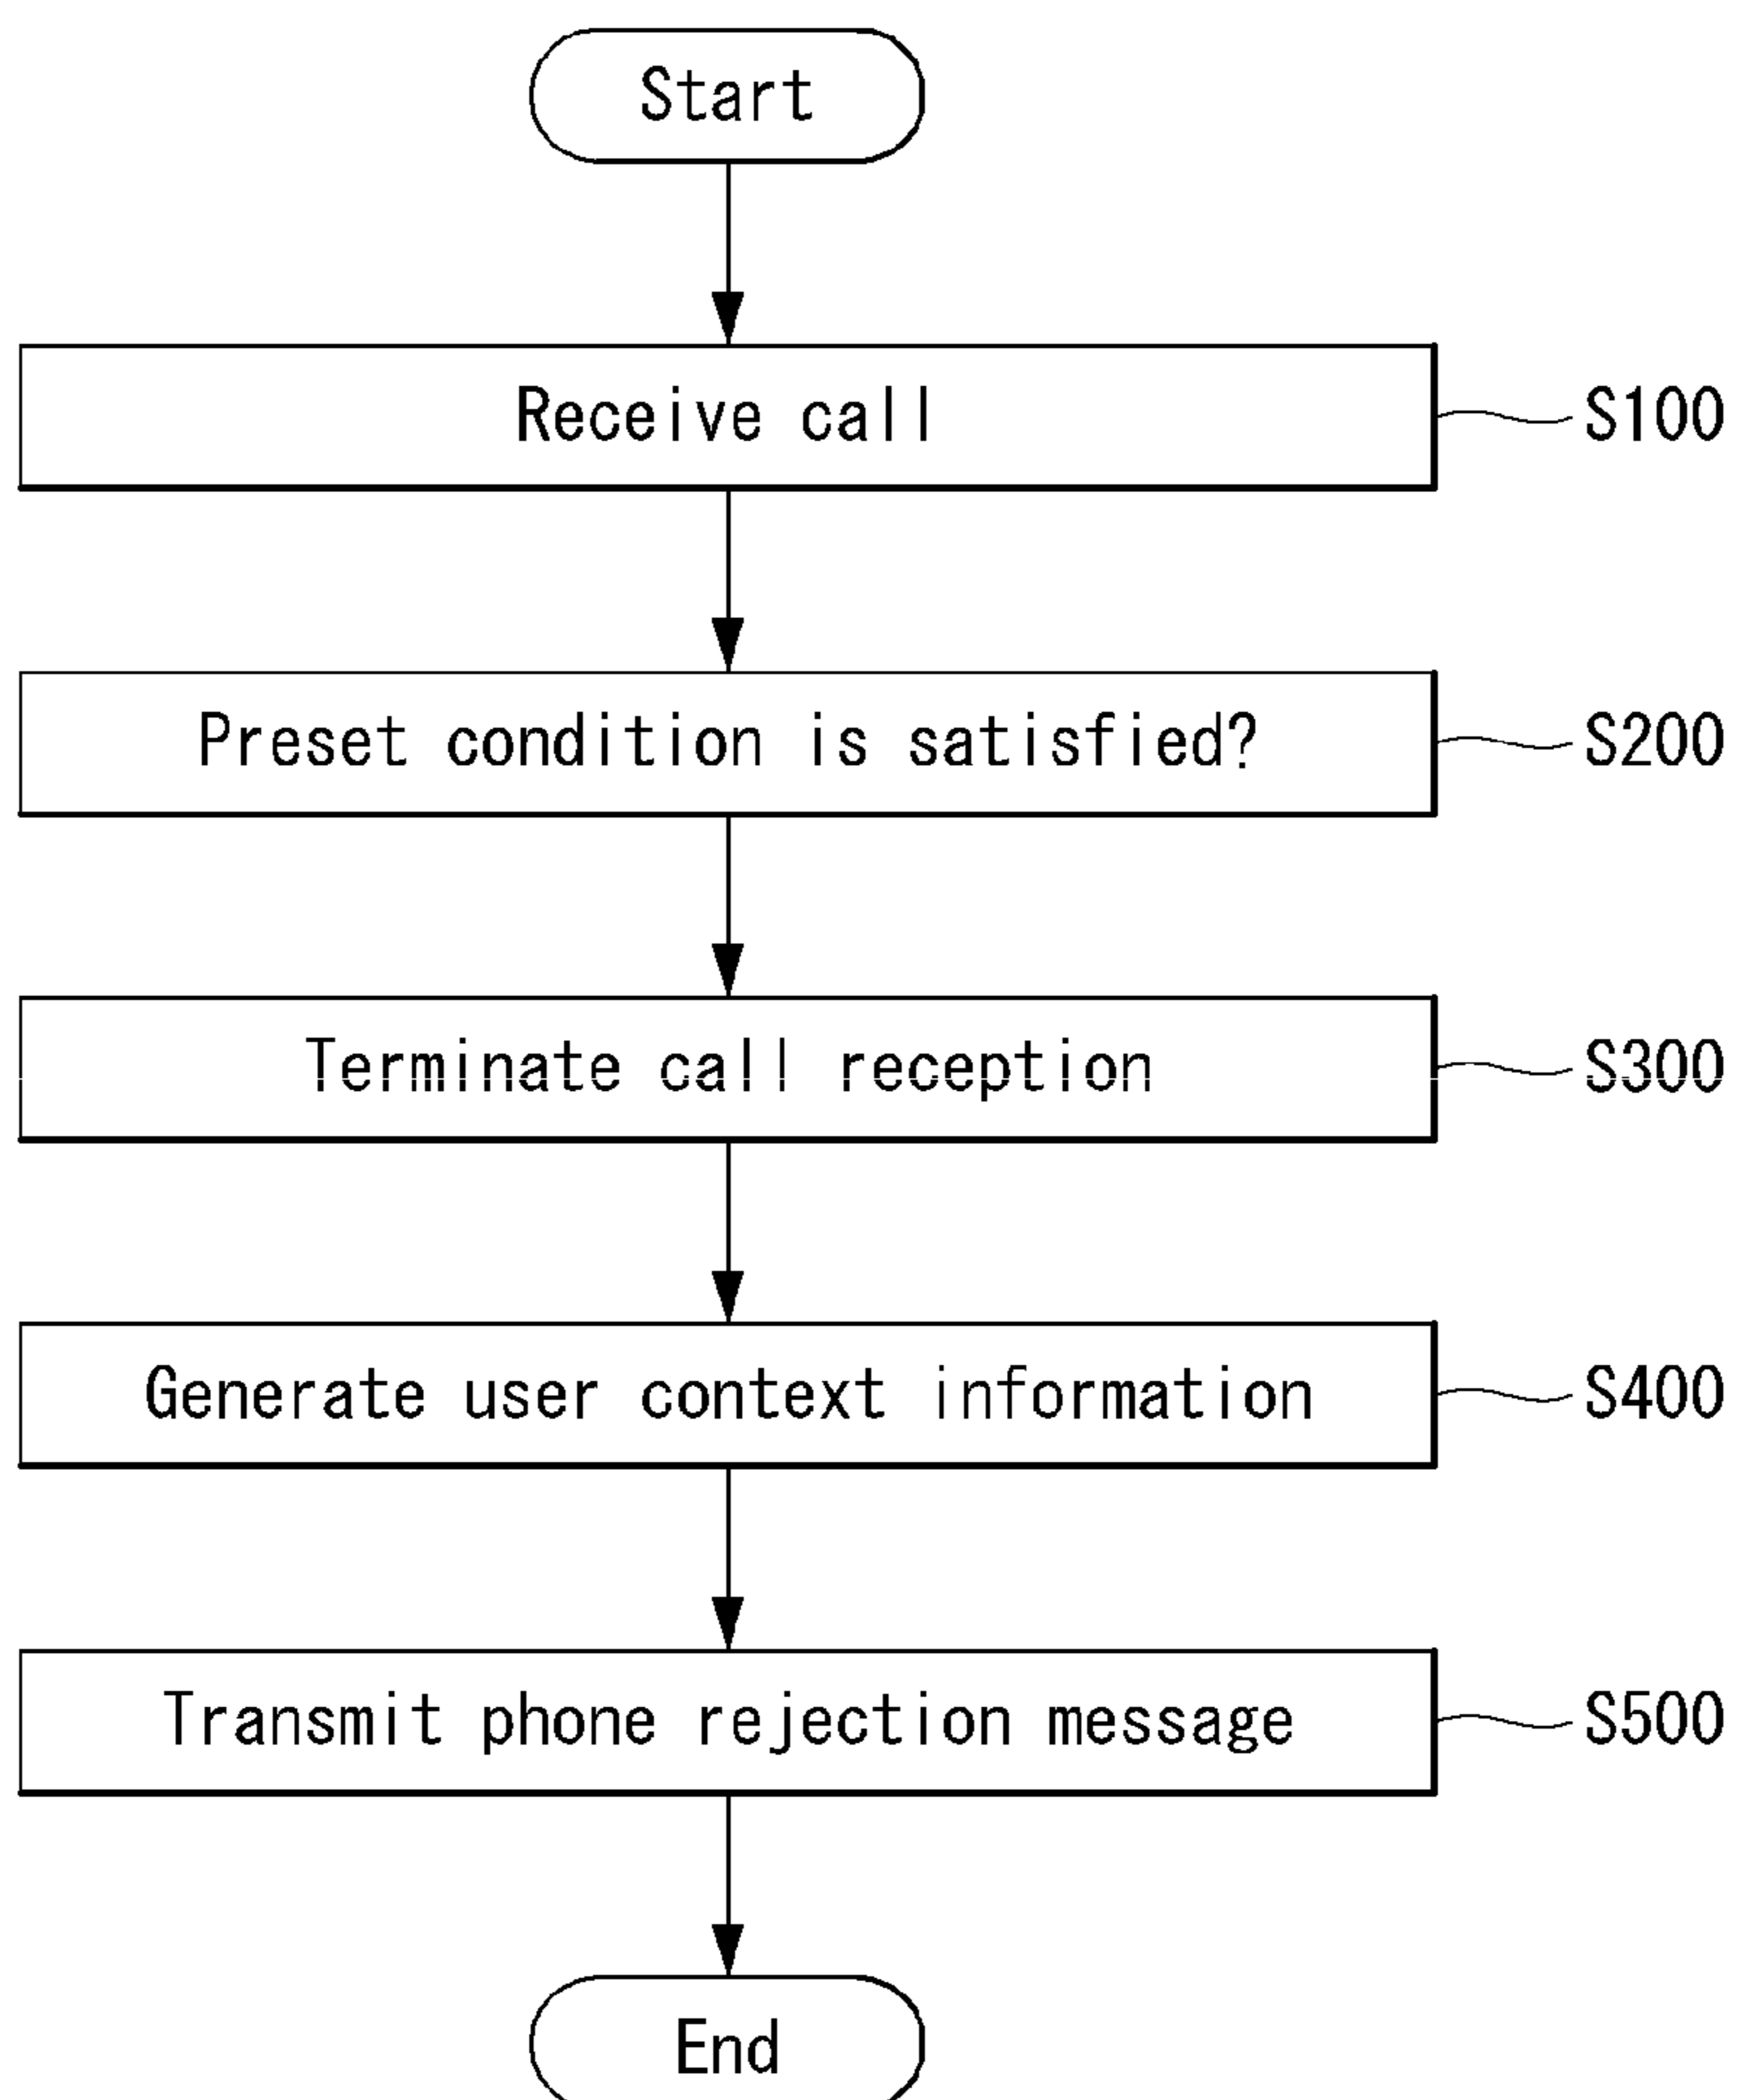 Start
Receive call
S100
Preset condition is satisfied?
S200
Terminate call reception
S300
Generate user context information
S400
Transmit phone rejection message
S500
End